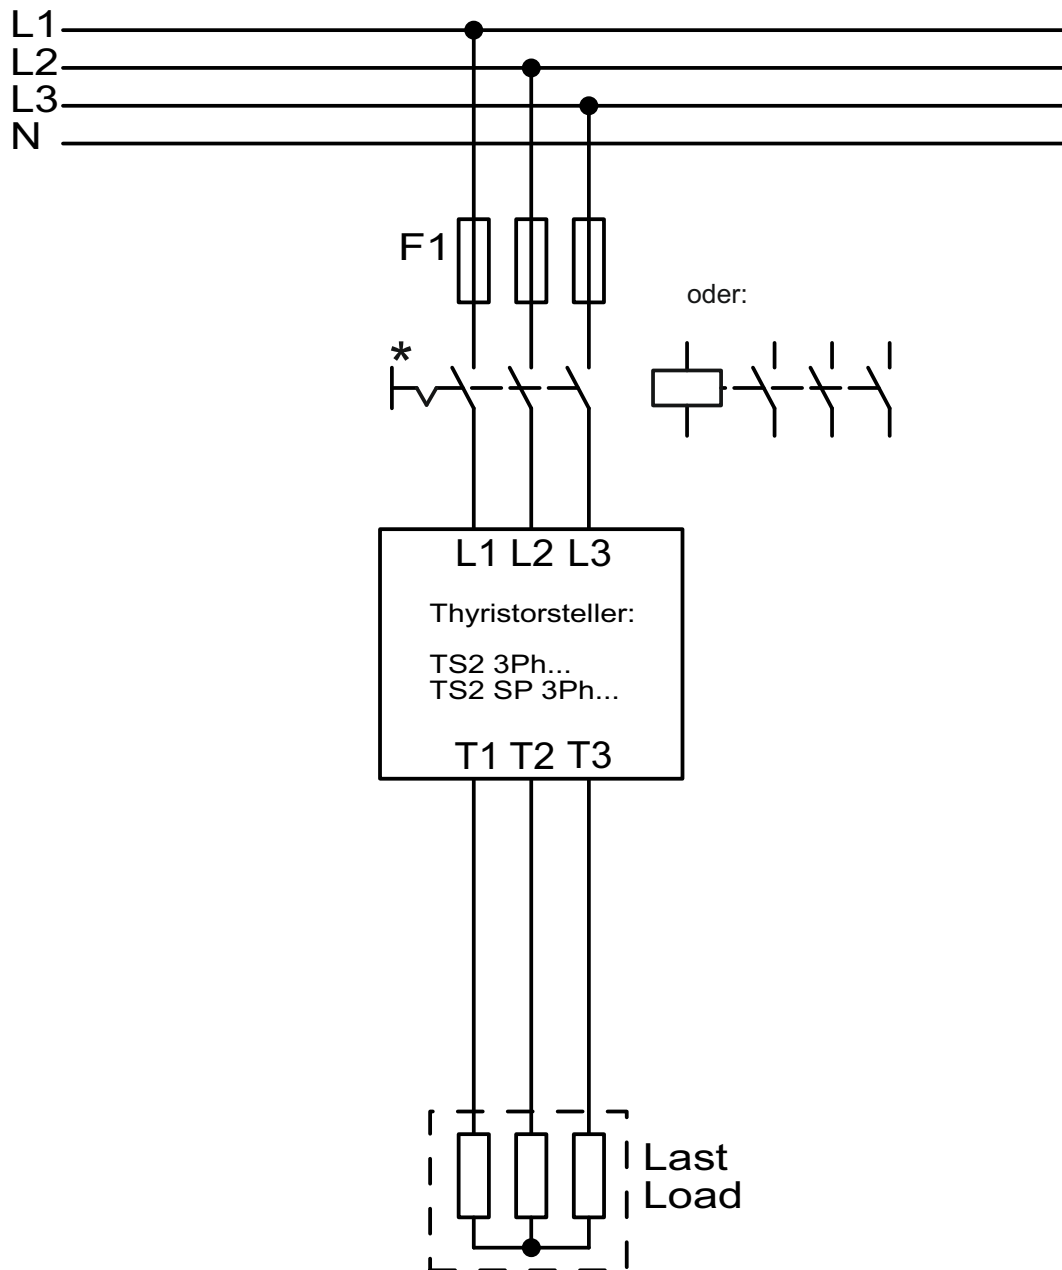 L1
L2
L3
N
F1
oder:
*
L1 L2 L3
Thyristorsteller:
TS2 3Ph...
TS2 SP 3Ph...
T1 T2 T3
Last
Load